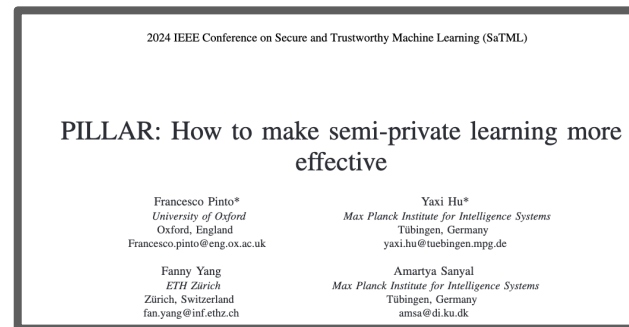 2024 IEEE Conference on Secure and Trustworthy Machine Learning (SaTML)
PILLAR: How to make semi-private learning more
effective
Francesco Pinto*
University of Oxford
Oxford, England
Francesco.pinto@eng.ox.ac.uk
Yaxi Hu*
Max Planck Institute for Intelligence Systems
Tübingen, Germany
yaxi.hu@tuebingen.mpg.de
Fanny Yang
ETH Zürich
Zürich, Switzerland
fan.yang@inf.ethz.ch
Amartya Sanyal
Max Planck Institute for Intelligence Systems
Tübingen, Germany
amsa@di.ku.dk